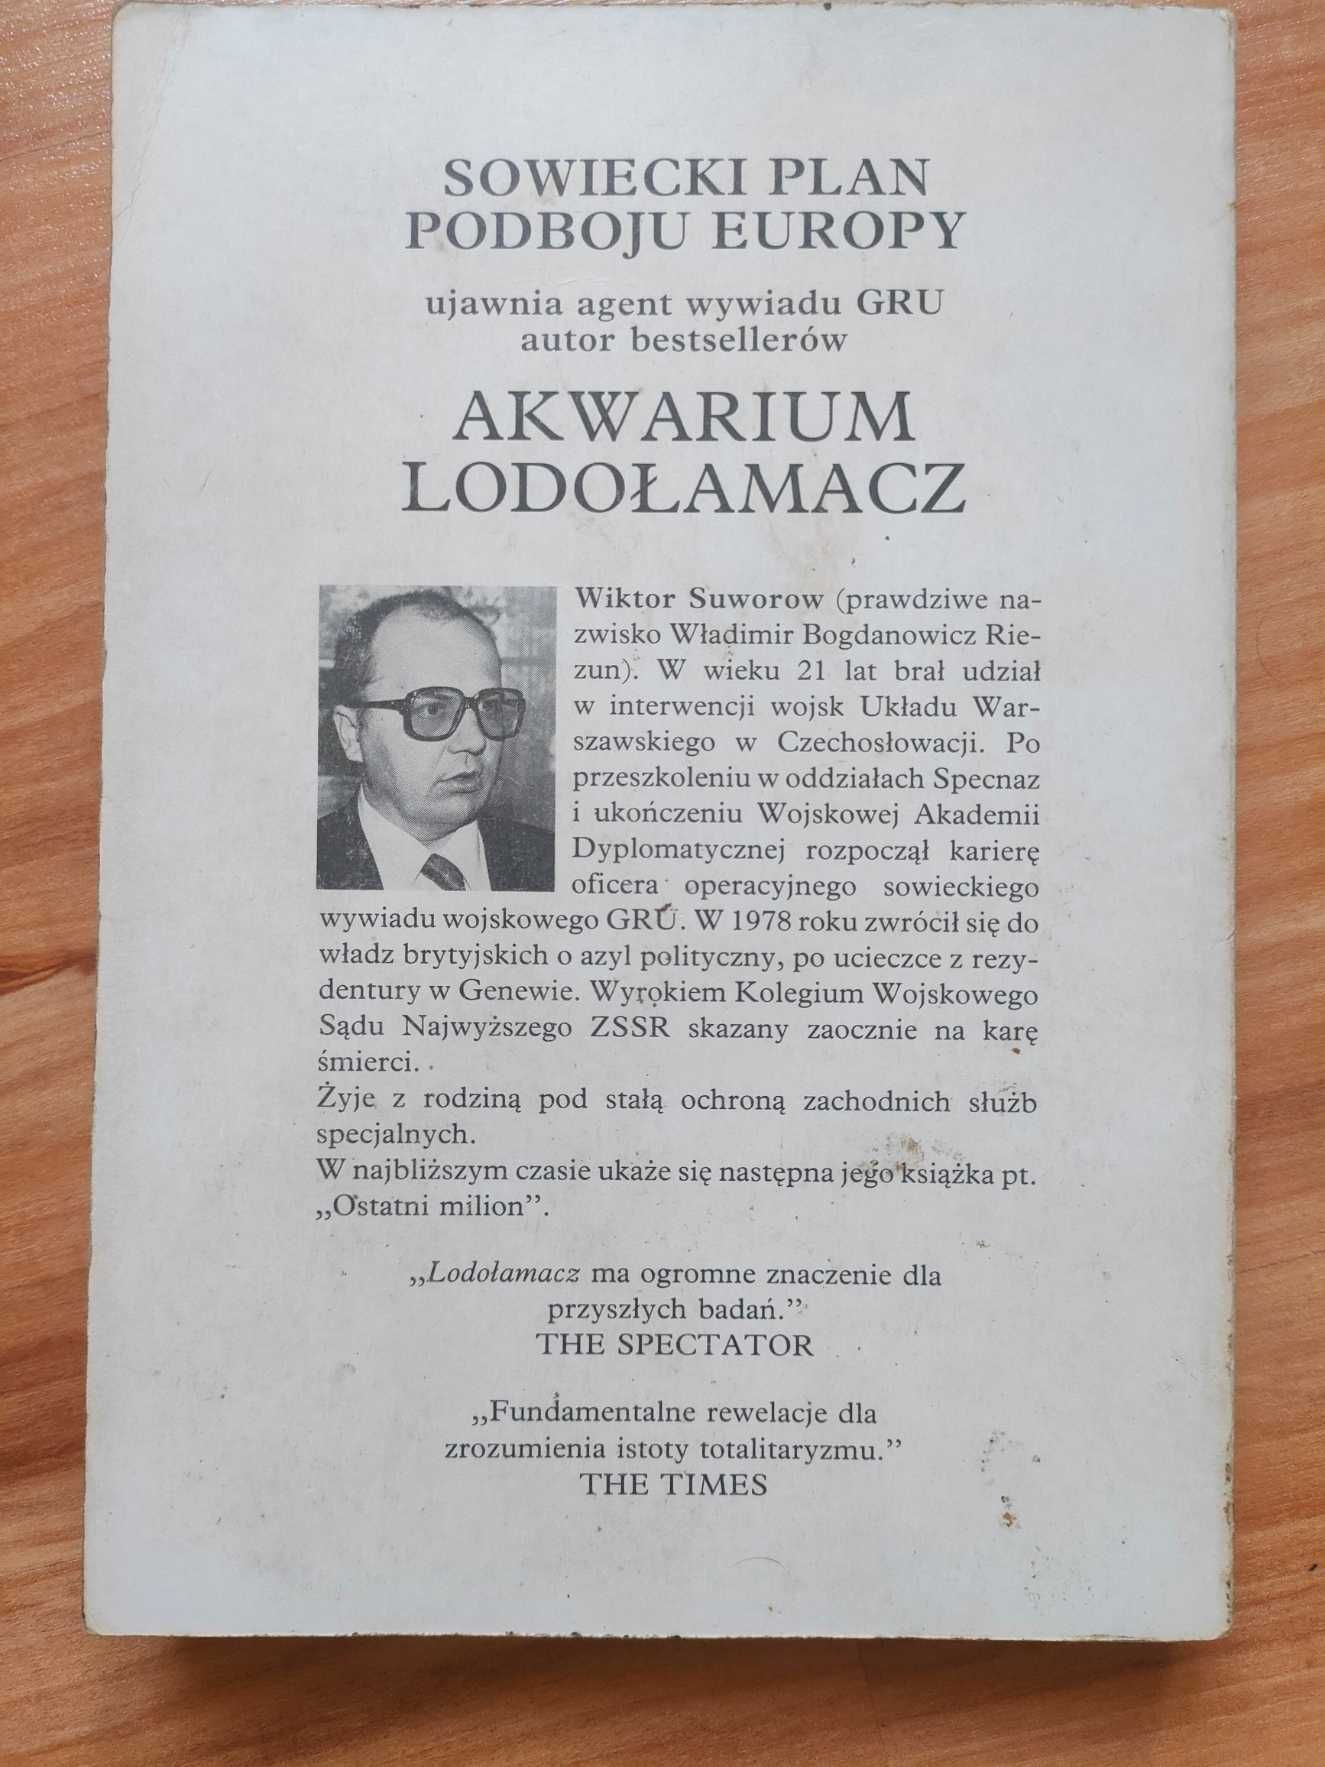 SOWIECKI PLAN
PODBOJU EUROPY
ujawnia agent wywiadu GRU
autor bestsellerów
AKWARIUM
LODOŁAMACZ
Wiktor Suworow (prawdziwe na-
zwisko Władimir Bogdanowicz Rie-
zun). W wieku 21 lat brał udział
w interwencji wojsk Układu War-
szawskiego w Czechosłowacji. Po
przeszkoleniu w oddziałach Specnaz
i ukończeniu Wojskowej Akademii
Dyplomatycznej rozpoczął karierę
oficera operacyjnego sowieckiego
wywiadu wojskowego GRU. W 1978 roku zwrócił się do
władz brytyjskich o azyl polityczny, po ucieczce z rezy-
dentury w Genewie. Wyrokiem Kolegium Wojskowego
Sądu Najwyższego ZSSR skazany zaocznie na karę
śmierci.
Żyje z rodziną pod stałą ochroną zachodnich służb
specjalnych.
W najbliższym czasie ukaże się następna jego książka pt.
„Ostatni milion”.
„Lodołamacz ma ogromne znaczenie dla
przyszłych badań.”
THE SPECTATOR
„Fundamentalne rewelacje dla
zrozumienia istoty totalitaryzmu.”
THE TIMES